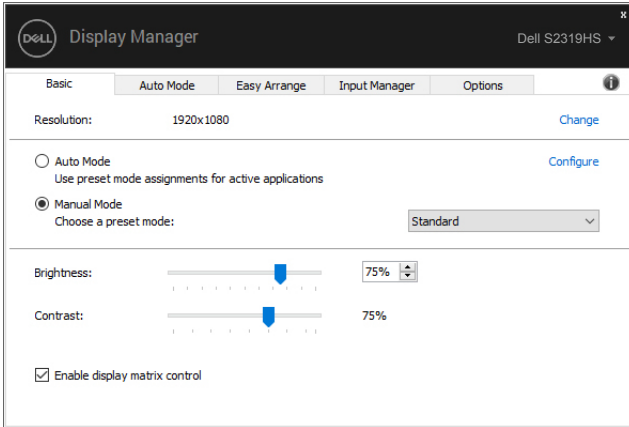 DELL Display Manager
x
Dell S2319HS
Basic Auto Mode Easy Arrange Input Manager Options
Resolution: 1920x1080 Change
Auto Mode Configure
Use preset mode assignments for active applications
Manual Mode
Choose a preset mode: Standard
Brightness: 75%
Contrast: 75%
Enable display matrix control